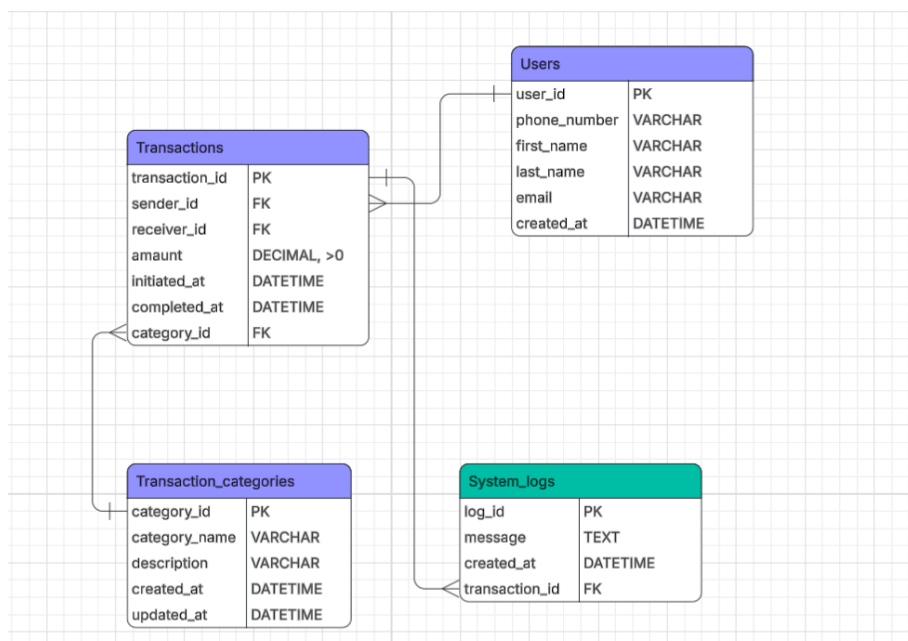 Users
user_id PK
phone_number VARCHAR
first_name VARCHAR
last_name VARCHAR
email VARCHAR
created_at DATETIME
Transactions
transaction_id PK
sender_id FK
receiver_id FK
amaunt DECIMAL, >0
initiated_at DATETIME
completed_at DATETIME
category_id FK
Transaction_categories
category_id PK
category_name VARCHAR
description VARCHAR
created_at DATETIME
updated_at DATETIME
System_logs
log_id PK
message TEXT
created_at DATETIME
transaction_id FK